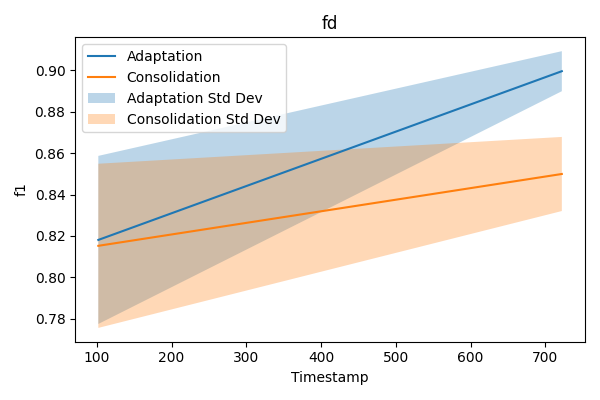 fd
Adaptation
Consolidation
Adaptation Std Dev
Consolidation Std Dev
0.90
0.88
0.86
0.84
0.82
0.80
0.78
f1
100 200 300 400 500 600 700
Timestamp